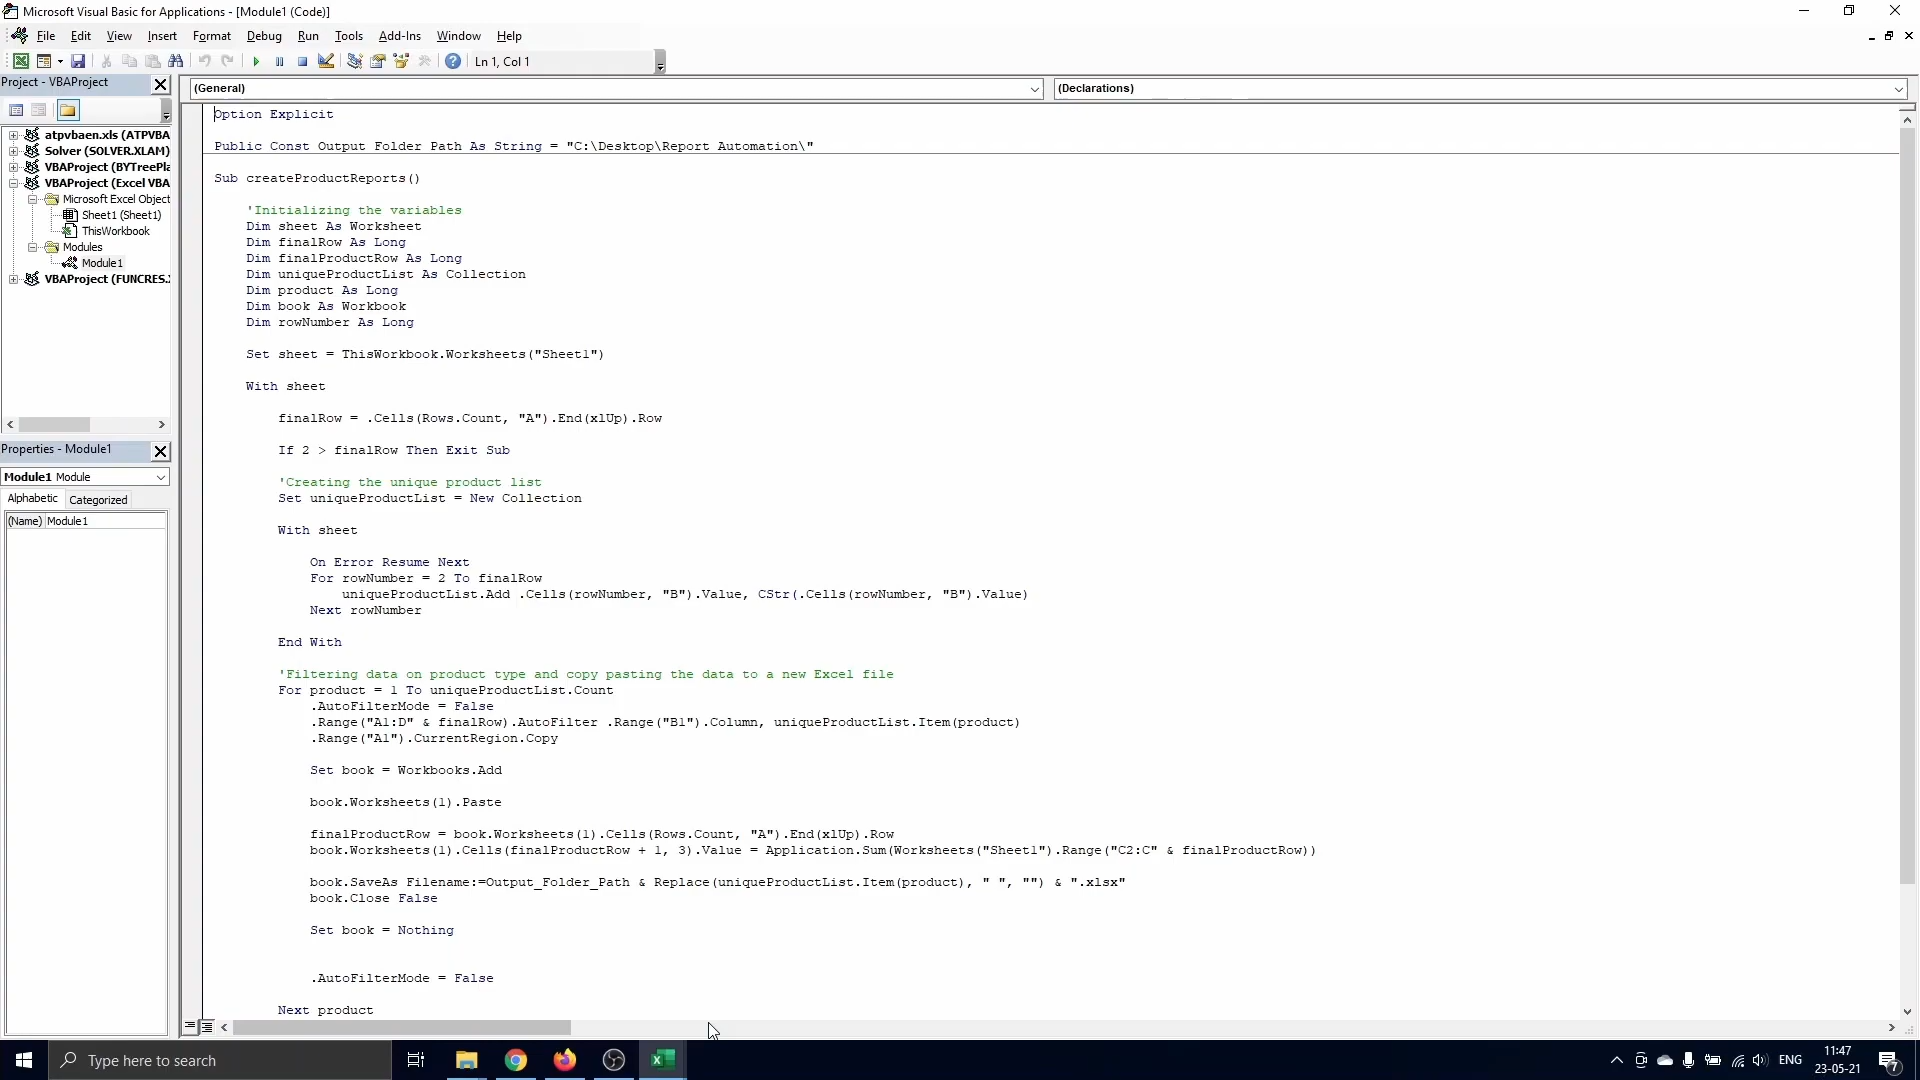 Microsoft Visual Basic for Applications - [Module1 (Code)]
File Edit View Insert Format Debug Run Tools Add-Ins Window Help
Ln 1, Col 1
Project - VBAProject
(General)
(Declarations)
atpvbaen.xls (ATPVBA
Solver (SOLVER.XLAM)
VBAProject (BYTreePla
VBAProject (Excel VBA
Microsoft Excel Object
Sheet1 (Sheet1)
ThisWorkbook
Modules
Module1
VBAProject (FUNCRES.
Properties - Module1
Module1 Module
Alphabetic Categorized
(Name) Module1
Option Explicit
Public Const Output Folder Path As String = "C:\Desktop\Report Automation\"
Sub createProductReports()
'Initializing the variables
Dim sheet As Worksheet
Dim finalRow As Long
Dim finalProductRow As Long
Dim uniqueProductList As Collection
Dim product As Long
Dim book As Workbook
Dim rowNumber As Long
Set sheet = ThisWorkbook.Worksheets("Sheet1")
With sheet
finalRow = .Cells(Rows.Count, "A").End(xlUp).Row
If 2 > finalRow Then Exit Sub
'Creating the unique product list
Set uniqueProductList = New Collection
With sheet
On Error Resume Next
For rowNumber = 2 To finalRow
uniqueProductList.Add .Cells(rowNumber, "B").Value, CStr(.Cells(rowNumber, "B").Value)
Next rowNumber
End With
'Filtering data on product type and copy pasting the data to a new Excel file
For product = 1 To uniqueProductList.Count
.AutoFilterMode = False
.Range("A1:D" & finalRow).AutoFilter .Range("B1").Column, uniqueProductList.Item(product)
.Range("A1").CurrentRegion.Copy
Set book = Workbooks.Add
book.Worksheets(1).Paste
finalProductRow = book.Worksheets(1).Cells(Rows.Count, "A").End(xlUp).Row
book.Worksheets(1).Cells(finalProductRow + 1, 3).Value = Application.Sum(Worksheets("Sheet1").Range("C2:C" & finalProductRow))
book.SaveAs Filename:=Output_Folder_Path & Replace(uniqueProductList.Item(product), " ", "") & ".xlsx"
book.Close False
Set book = Nothing
.AutoFilterMode = False
Next product
Type here to search
ENG
11:47
23-05-21
7